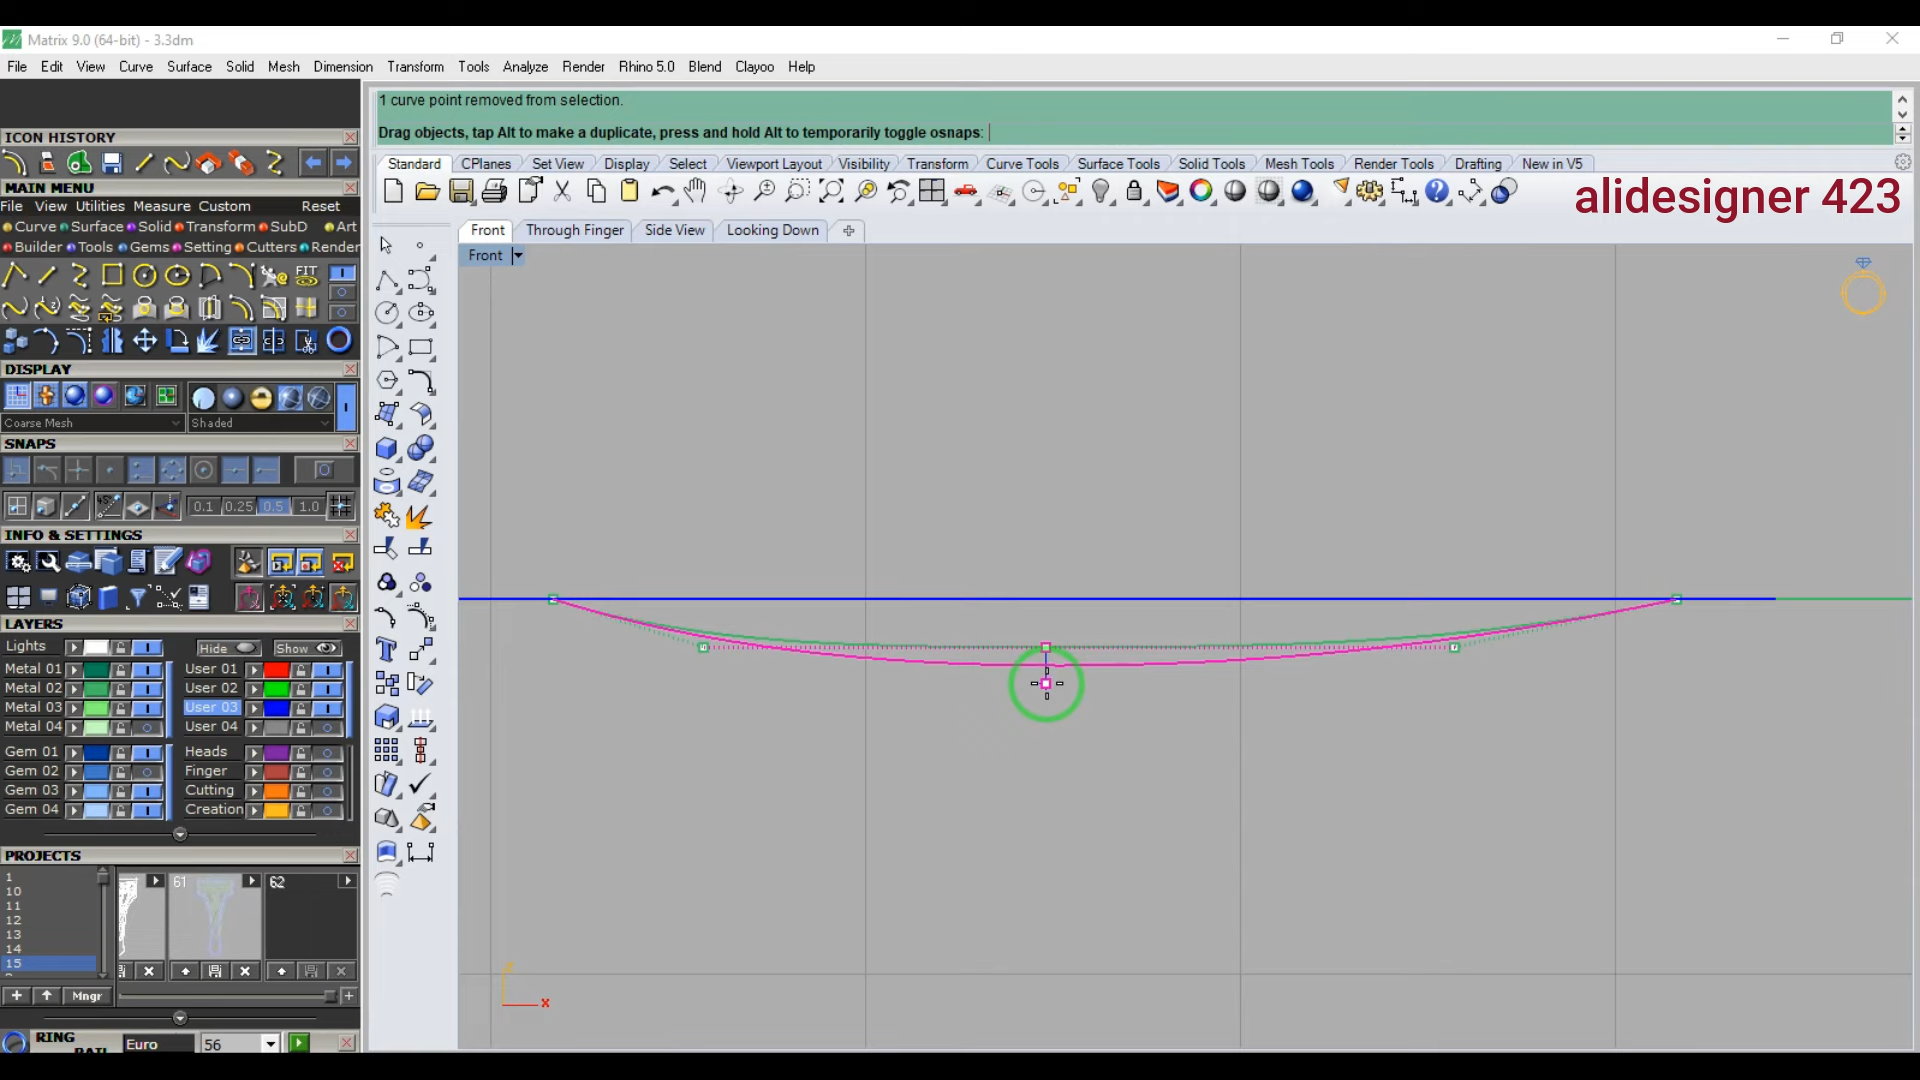 Matrix 9.0 (64-bit) - 3.3dm
File Edit View Curve Surface Solid Mesh Dimension Transform Tools Analyze Render Rhino 5.0 Blend Clayoo Help
1 curve point removed from selection.
Drag objects, tap Alt to make a duplicate, press and hold Alt to temporarily toggle osnaps:
Standard CPlanes Set View Display Select Viewport Layout Visibility Transform Curve Tools Surface Tools Solid Tools Mesh Tools Render Tools Drafting New in V5
alidesigner 423
Front Through Finger Side View Looking Down
Front
ICON HISTORY
MAIN MENU
File View Utilities Measure Custom Reset
Curve Surface Solid Transform SubD Art
Builder Tools Gems Setting Cutters Render
FIT
DISPLAY
Coarse Mesh Shaded
SNAPS
0.1 0.25 0.5 1.0
INFO & SETTINGS
LAYERS
Lights Hide Show
Metal 01 User 01
Metal 02 User 02
Metal 03 User 03
Metal 04 User 04
Gem 01 Heads
Gem 02 Finger
Gem 03 Cutting
Gem 04 Creation
PROJECTS
1
10
11
12
13
14
15
61 62
Mngr
RING
Euro 56
x